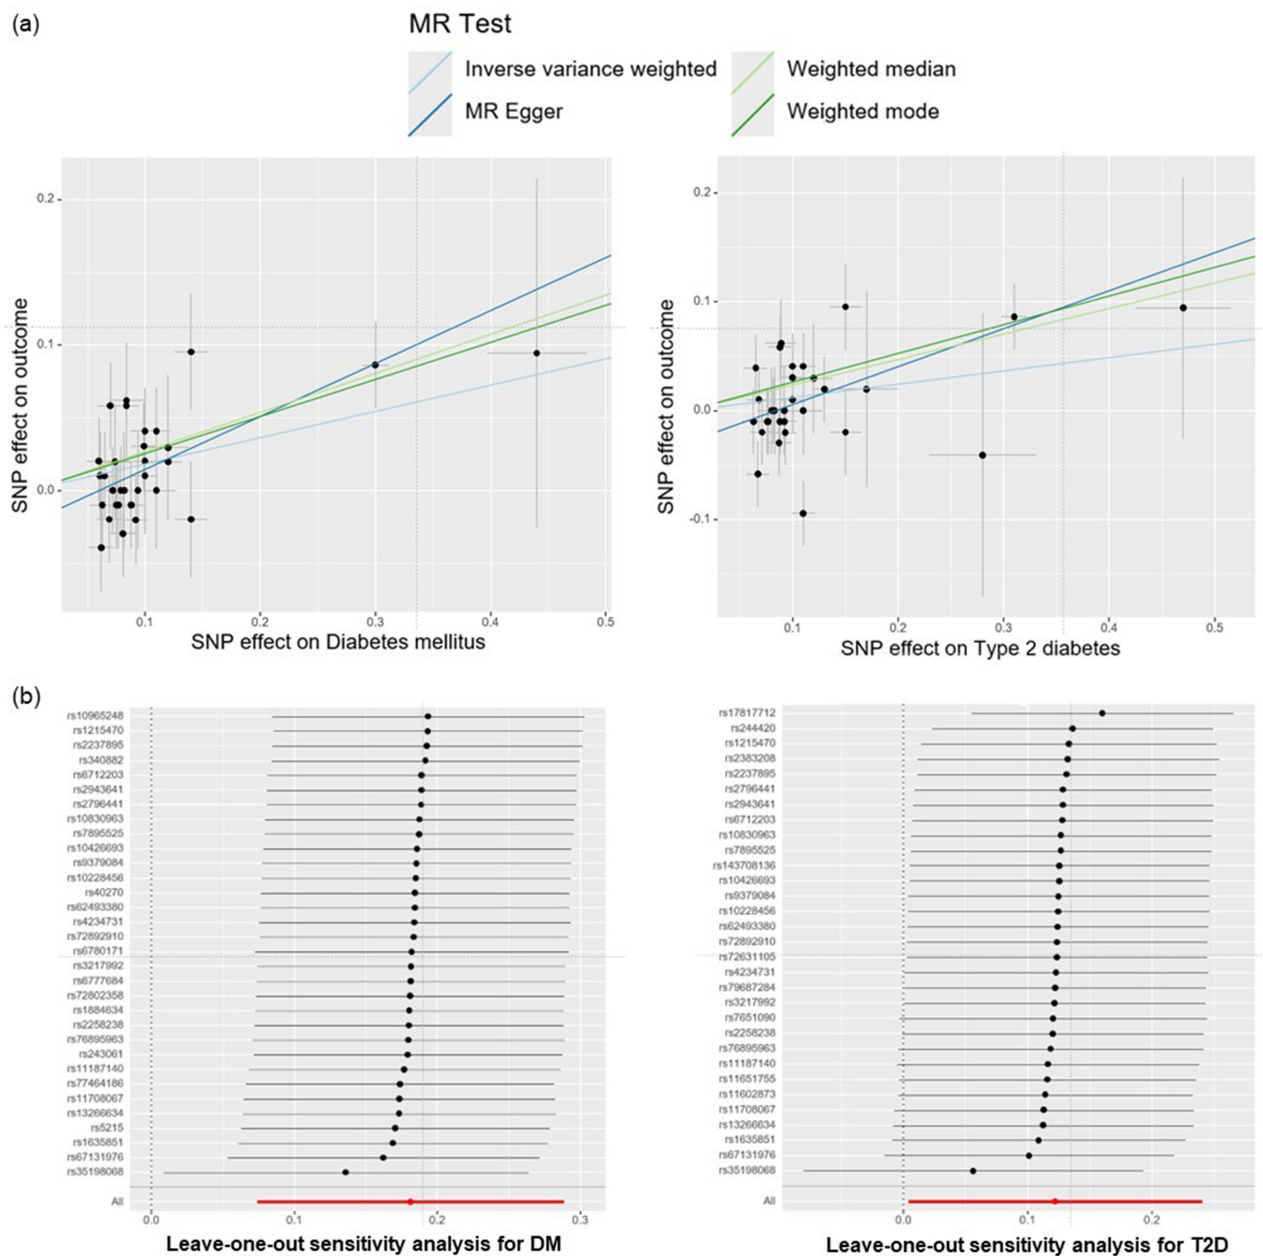 (a)
MR Test
Inverse variance weighted
Weighted median
MR Egger
Weighted mode
SNP effect on outcome
0.2
0.1
0.0
0.1
0.2
0.3
0.4
0.5
SNP effect on Diabetes mellitus
SNP effect on outcome
0.2
0.1
0.0
-0.1
0.1
0.2
0.3
0.4
0.5
SNP effect on Type 2 diabetes
(b)
rs10965248
rs1215470
rs2237895
rs340882
rs6712203
rs2943641
rs2796441
rs10830963
rs7895525
rs10426693
rs9379084
rs10228456
rs40270
rs62493380
rs4234731
rs72892910
rs6780171
rs3217992
rs6777684
rs72802358
rs1884634
rs2258238
rs76895963
rs243061
rs11187140
rs77464186
rs11708067
rs13266634
rs5215
rs1635851
rs67131976
rs35198068
All
0.0
0.1
0.2
0.3
Leave-one-out sensitivity analysis for DM
rs17817712
rs244420
rs1215470
rs2383208
rs2237895
rs2796441
rs2943641
rs6712203
rs10830963
rs7895525
rs143708136
rs10426693
rs9379084
rs10228456
rs62493380
rs72892910
rs72631105
rs4234731
rs79687284
rs3217992
rs7651090
rs2258238
rs76895963
rs11187140
rs11651755
rs11602873
rs11708067
rs13266634
rs1635851
rs67131976
rs35198068
All
0.0
0.1
0.2
Leave-one-out sensitivity analysis for T2D